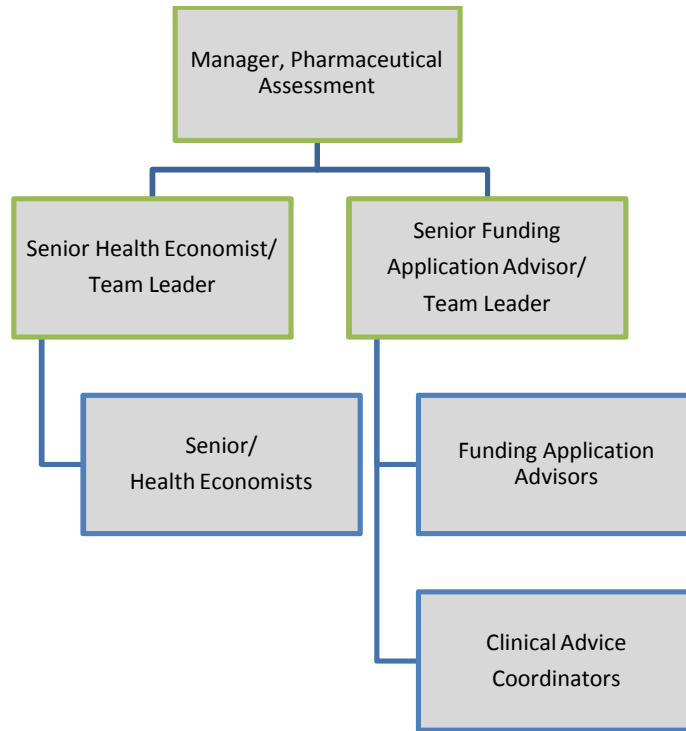 Manager, Pharmaceutical
Assessment
Senior Health Economist/
Team Leader
Senior Funding
Application Advisor/
Team Leader
Senior/
Health Economists
Funding Application
Advisors
Clinical Advice
Coordinators